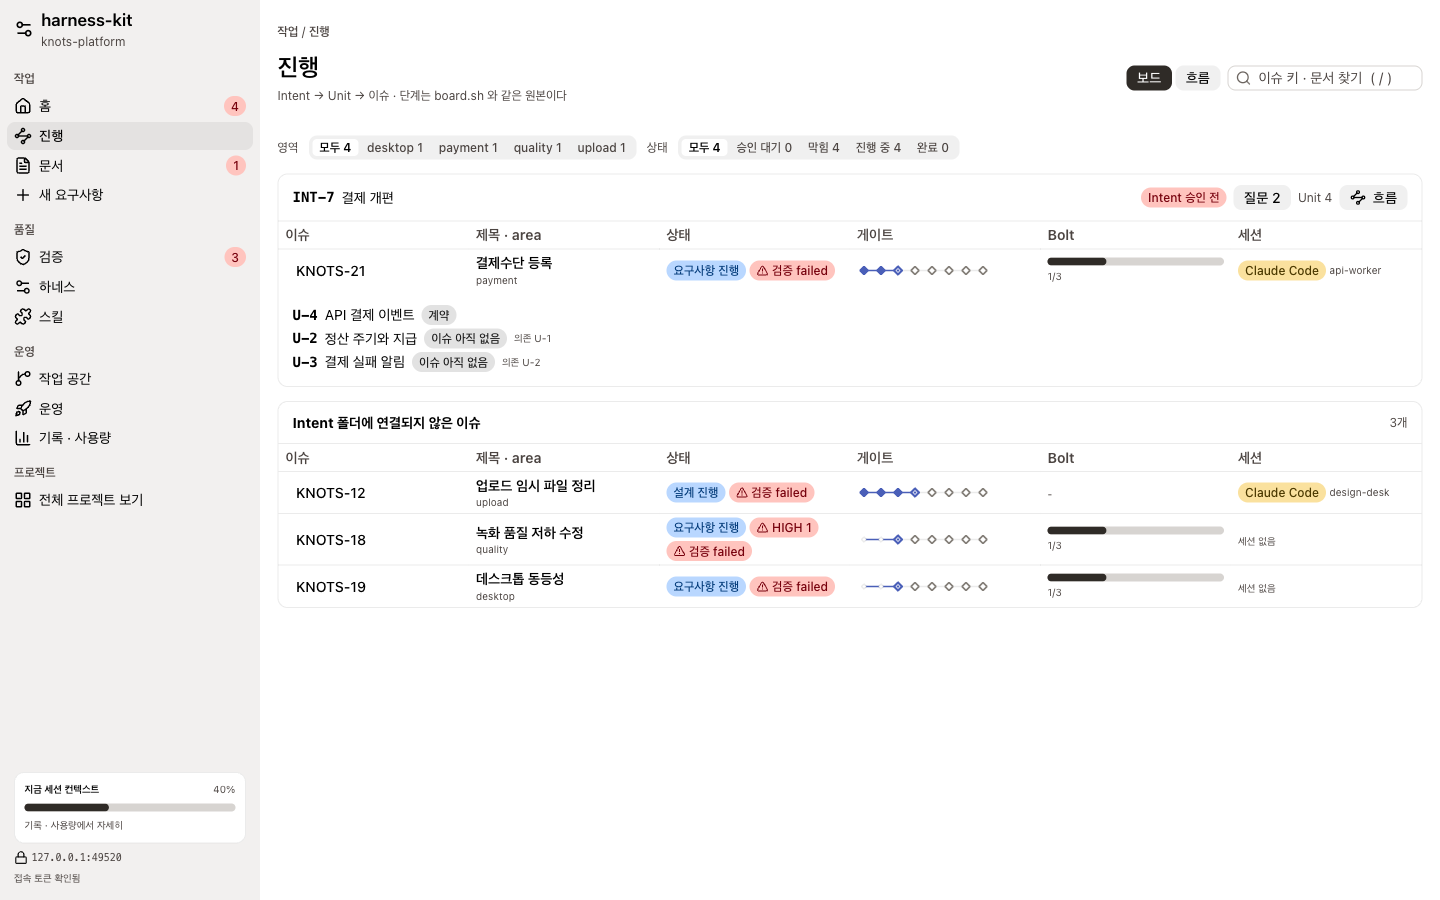 harness-kit
knots-platform
작업
홈 4
진행
문서 1
새 요구사항
품질
검증 3
하네스
스킬
운영
작업 공간
운영
기록 · 사용량
프로젝트
전체 프로젝트 보기
지금 세션 컨텍스트 40%
기록 · 사용량에서 자세히
127.0.0.1:49520
접속 토큰 확인됨
작업 / 진행
진행
Intent → Unit → 이슈 · 단계는 board.sh 와 같은 원본이다
보드 흐름 이슈 키 · 문서 찾기 ( / )
영역 모두 4 desktop 1 payment 1 quality 1 upload 1 상태 모두 4 승인 대기 0 막힘 4 진행 중 4 완료 0
INT-7 결제 개편 Intent 승인 전 질문 2 Unit 4 흐름
이슈 제목 · area 상태 게이트 Bolt 세션
KNOTS-21 결제수단 등록 요구사항 진행 검증 failed Claude Code api-worker
payment 1/3
U-4 API 결제 이벤트 계약
U-2 정산 주기와 지급 이슈 아직 없음 의존 U-1
U-3 결제 실패 알림 이슈 아직 없음 의존 U-2
Intent 폴더에 연결되지 않은 이슈 3개
이슈 제목 · area 상태 게이트 Bolt 세션
KNOTS-12 업로드 임시 파일 정리 설계 진행 검증 failed - Claude Code design-desk
upload
KNOTS-18 녹화 품질 저하 수정 요구사항 진행 HIGH 1 세션 없음
quality 검증 failed 1/3
KNOTS-19 데스크톱 동등성 요구사항 진행 검증 failed 세션 없음
desktop 1/3